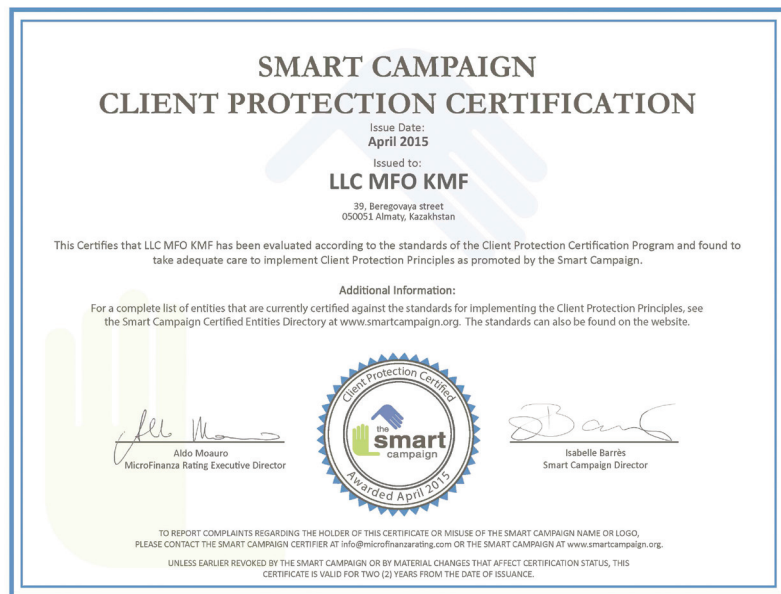 SMART CAMPAIGN
CLIENT PROTECTION CERTIFICATION
Issue Date:
April 2015
Issued to:
LLC MFO KMF
39, Beregovaya street
050051 Almaty, Kazakhstan
This Certifies that LLC MFO KMF has been evaluated according to the standards of the Client Protection Certification Program and found to
take adequate care to implement Client Protection Principles as promoted by the Smart Campaign.
Additional Information:
For a complete list of entities that are currently certified against the standards for implementing the Client Protection Principles, see
the Smart Campaign Certified Entities Directory at www.smartcampaign.org. The standards can also be found on the website.
Client Protection Certified
the
smart
campaign
Awarded April 2015
Aldo Moauro
MicroFinanza Rating Executive Director
Isabelle Barrès
Smart Campaign Director
TO REPORT COMPLAINTS REGARDING THE HOLDER OF THIS CERTIFICATE OR MISUSE OF THE SMART CAMPAIGN NAME OR LOGO,
PLEASE CONTACT THE SMART CAMPAIGN CERTIFIER AT info@microfinanzarating.com OR THE SMART CAMPAIGN AT www.smartcampaign.org.
UNLESS EARLIER REVOKED BY THE SMART CAMPAIGN OR BY MATERIAL CHANGES THAT AFFECT CERTIFICATION STATUS, THIS
CERTIFICATE IS VALID FOR TWO (2) YEARS FROM THE DATE OF ISSUANCE.